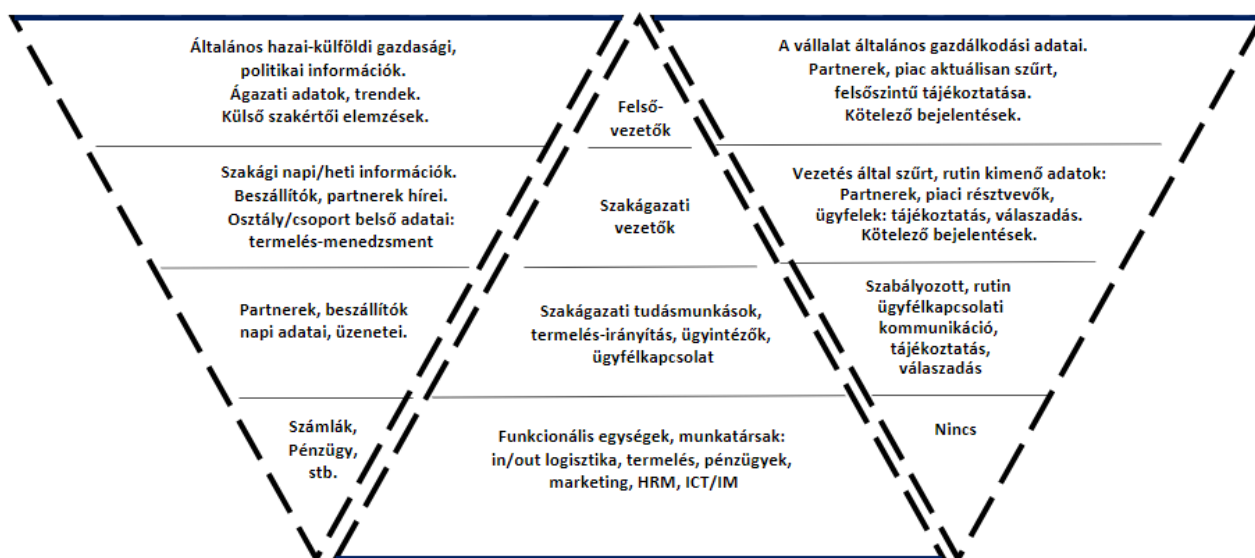 Általános hazai-külföldi gazdasági,
politikai információk.
Ágazati adatok, trendek.
Külső szakértői elemzések.
Felső-
vezetők
A vállalat általános gazdálkodási adatai.
Partnerek, piac aktuálisan szűrt,
felsőszintű tájékoztatása.
Kötelező bejelentések.
Szakági napi/heti információk.
Beszállítók, partnerek hírei.
Osztály/csoport belső adatai:
termelés-menedzsment
Szakágazati
vezetők
Vezetés által szűrt, rutin kimenő adatok:
Partnerek, piaci résztvevők,
ügyfelek: tájékoztatás, válaszadás.
Kötelező bejelentések.
Partnerek, beszállítók
napi adatai, üzenetei.
Szakágazati tudásmunkások,
termelés-irányítás, ügyintézők,
ügyfélkapcsolat
Szabályozott, rutin
ügyfélkapcsolati
kommunikáció,
tájékoztatás,
válaszadás
Számlák,
Pénzügy,
stb.
Funkcionális egységek, munkatársak:
in/out logisztika, termelés, pénzügyek,
marketing, HRM, ICT/IM
Nincs